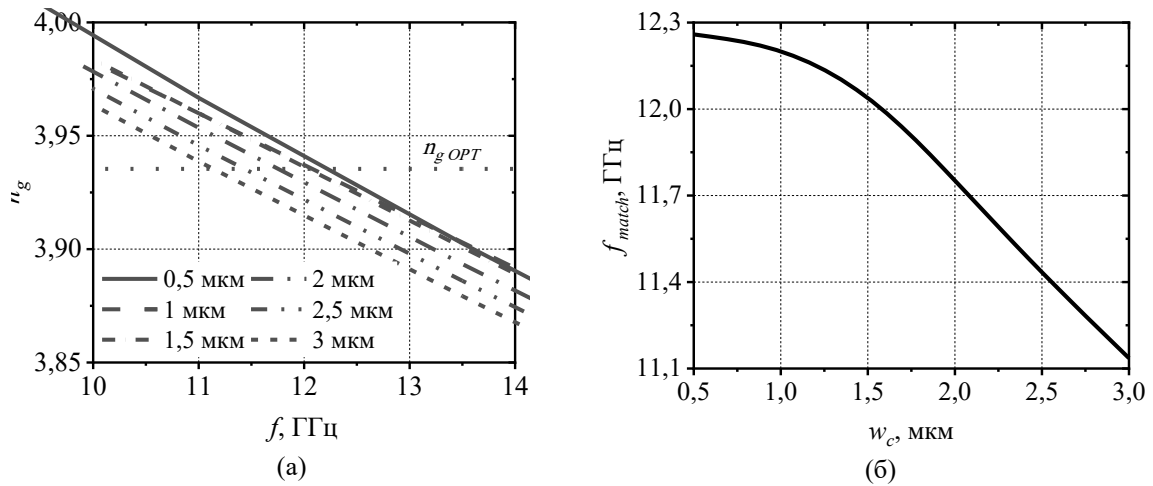 4,00
3,95
3,90
3,85
n_g
n_g OPT
0,5 мкм
2 мкм
1 мкм
2,5 мкм
1,5 мкм
3 мкм
10 11 12 13 14
f, ГГц
(а)
12,3
12,0
11,7
11,4
11,1
f_match, ГГц
0,5 1,0 1,5 2,0 2,5 3,0
w_c, мкм
(б)